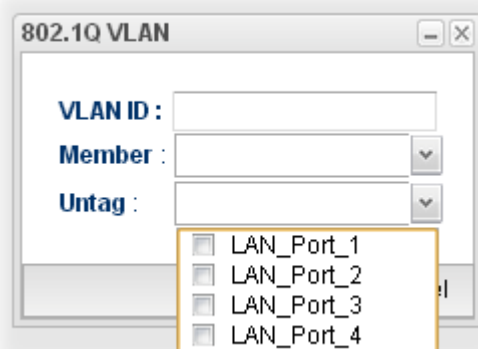 802.1Q VLAN
VLAN ID :
Member :
Untag :
LAN_Port_1
LAN_Port_2
LAN_Port_3
LAN_Port_4